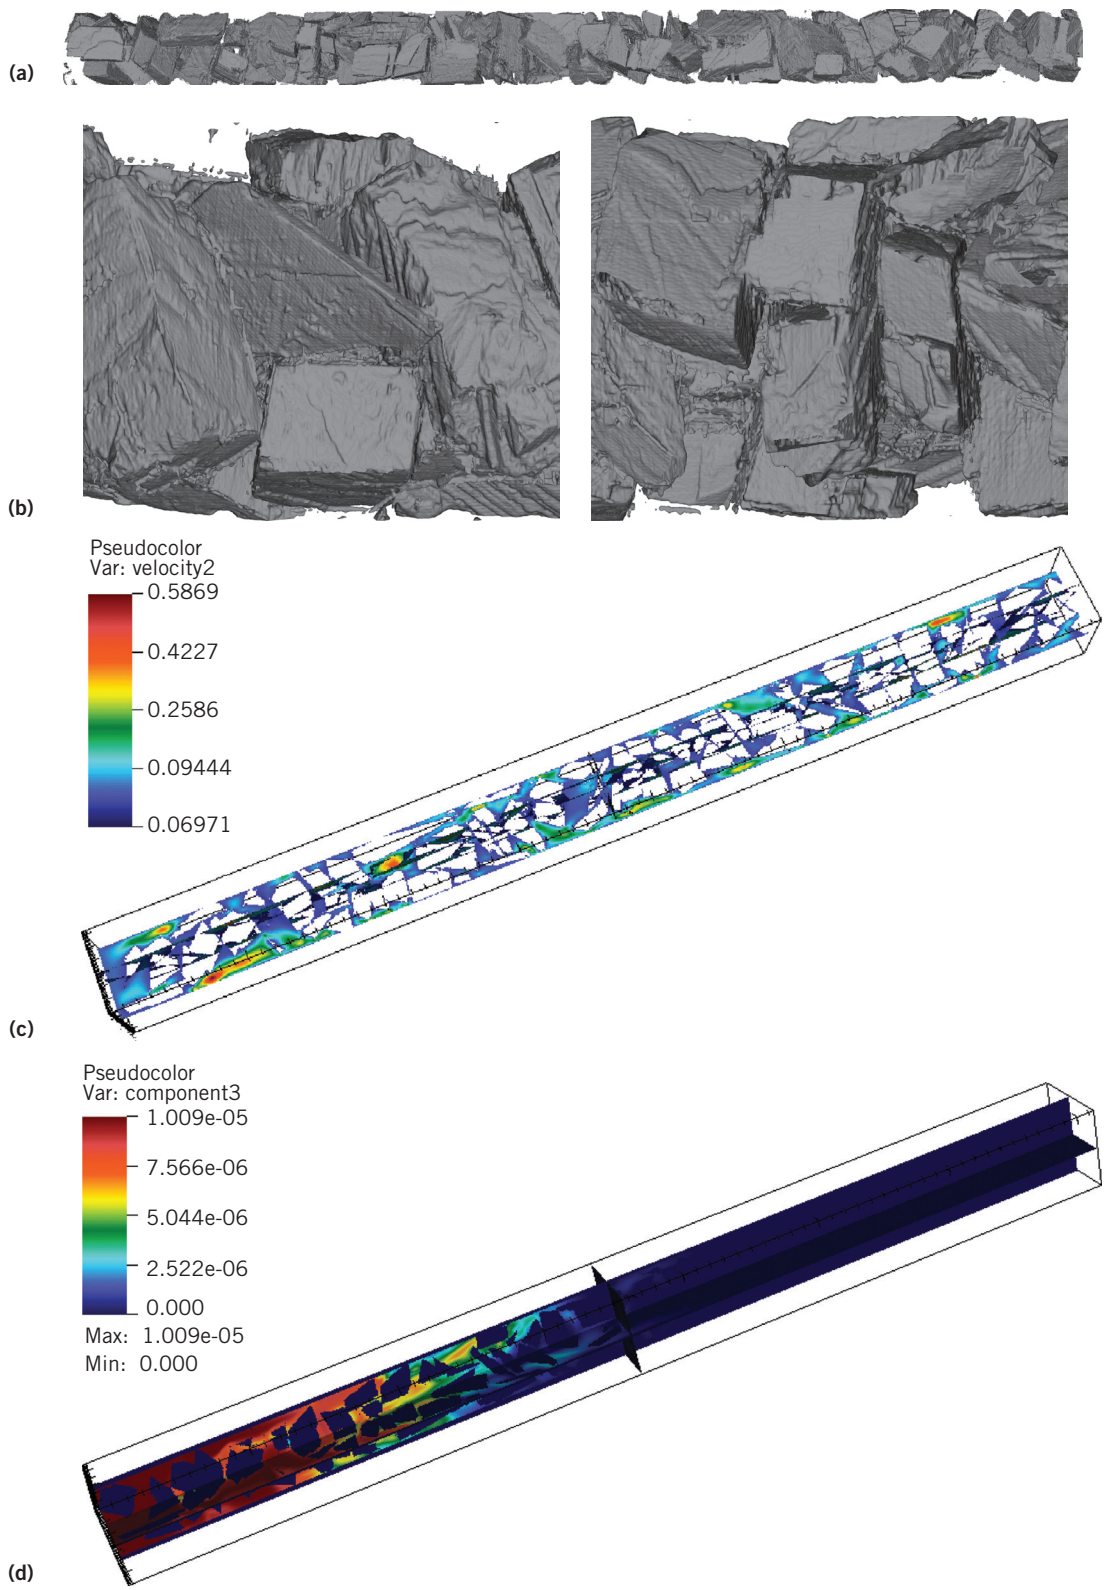 (a)
(b)
Pseudocolor
Var: velocity2
0.5869
0.4227
0.2586
0.09444
0.06971
(c)
Pseudocolor
Var: component3
1.009e-05
7.566e-06
5.044e-06
2.522e-06
0.000
Max: 1.009e-05
Min: 0.000
(d)